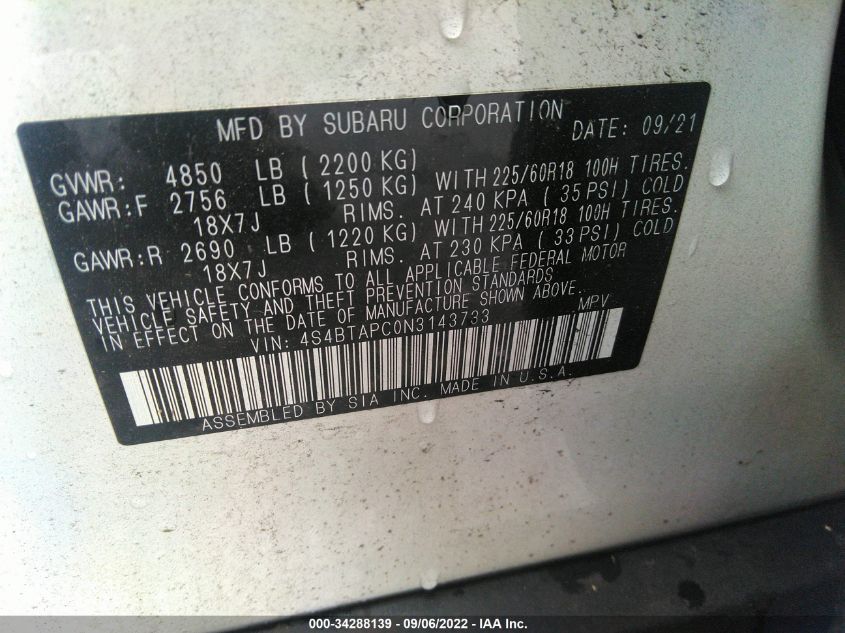 MFD BY SUBARU CORPORATION DATE: 09/21
GVWR: 4850 LB ( 2200 KG)
GAWR:F 2756 LB ( 1250 KG) WITH 225/60R18 100H TIRES.
18X7J RIMS. AT 240 KPA ( 35 PSI) COLD
GAWR:R 2690 LB ( 1220 KG) WITH 225/60R18 100H TIRES.
18X7J RIMS. AT 230 KPA ( 33 PSI) COLD
THIS VEHICLE CONFORMS TO ALL APPLICABLE FEDERAL MOTOR
VEHICLE SAFETY AND THEFT PREVENTION STANDARDS
IN EFFECT ON THE DATE OF MANUFACTURE SHOWN ABOVE.
VIN: 4S4BTAPC0N3143733 MPV
ASSEMBLED BY SIA INC. MADE IN U.S.A.
000-34288139 - 09/06/2022 - IAA Inc.